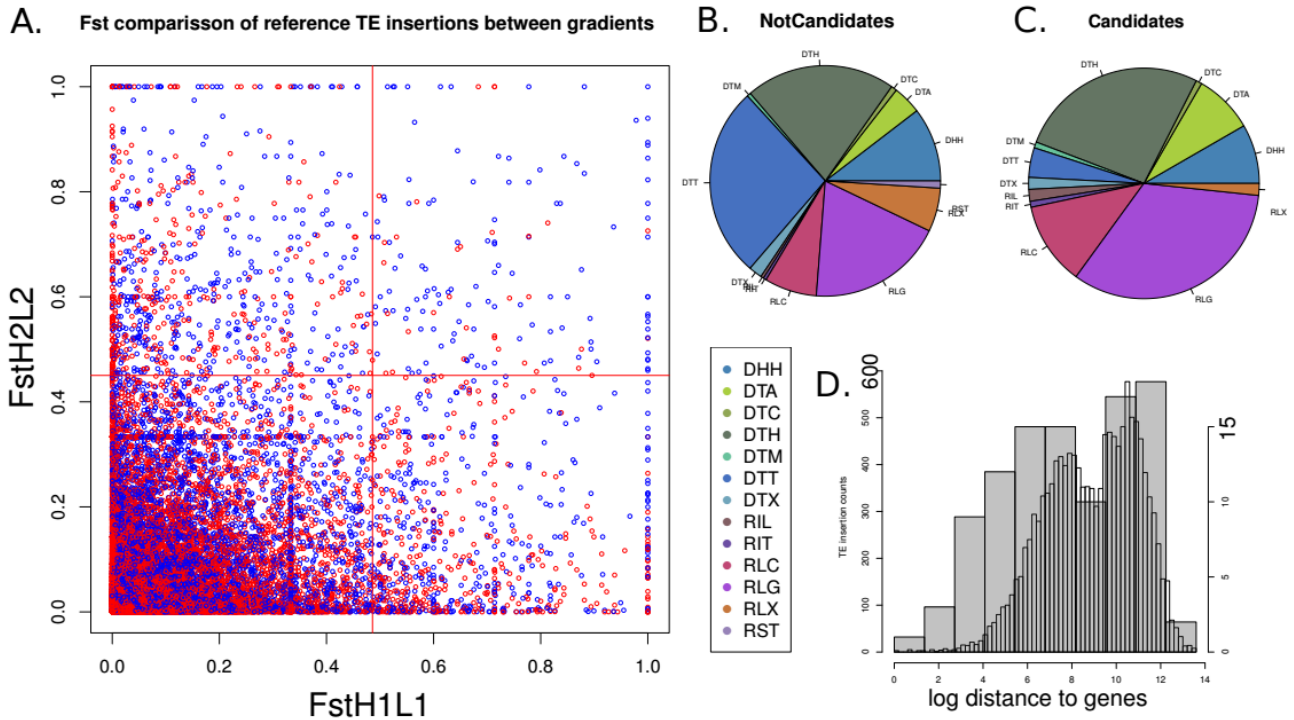 A. Fst comparisson of reference TE insertions between gradients
FstH2L2
1.0
0.8
0.6
0.4
0.2
0.0
0.0 0.2 0.4 0.6 0.8 1.0
FstH1L1
B. NotCandidates
DTH
DTC
DTA
DHH
RST
RLX
RLG
RLC
RIT
DTX
DTT
DTM
C. Candidates
DTH
DTC
DTA
DHH
RLX
RLG
RLC
RIT
RIL
DTX
DTT
DTM
DHH
DTA
DTC
DTH
DTM
DTT
DTX
RIL
RIT
RLC
RLG
RLX
RST
D.
TE insertion counts
600
500
400
300
200
100
0
15
10
5
0
0 2 4 6 8 10 12 14
log distance to genes